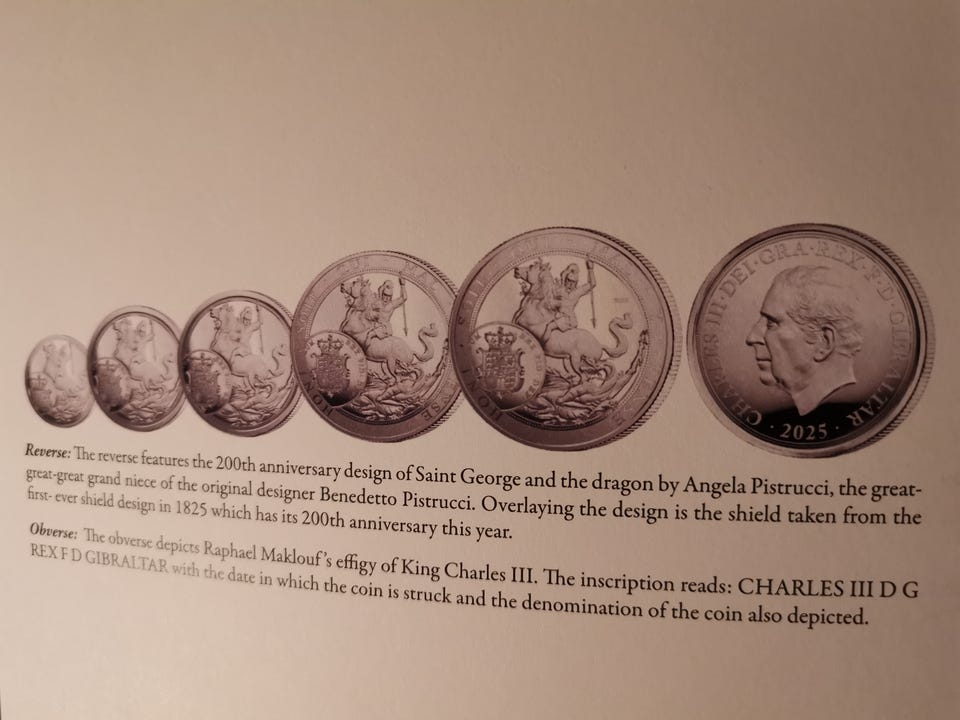 CHARLES III·DEI·GRA·REX·F·D·GIBRALTAR
· 2025 ·
Reverse: The reverse features the 200th anniversary design of Saint George and the dragon by Angela Pistrucci, the great-
great-great grand niece of the original designer Benedetto Pistrucci. Overlaying the design is the shield taken from the
first- ever shield design in 1825 which has its 200th anniversary this year.
Obverse: The obverse depicts Raphael Maklouf's effigy of King Charles III. The inscription reads: CHARLES III D G
REX F D GIBRALTAR with the date in which the coin is struck and the denomination of the coin also depicted.